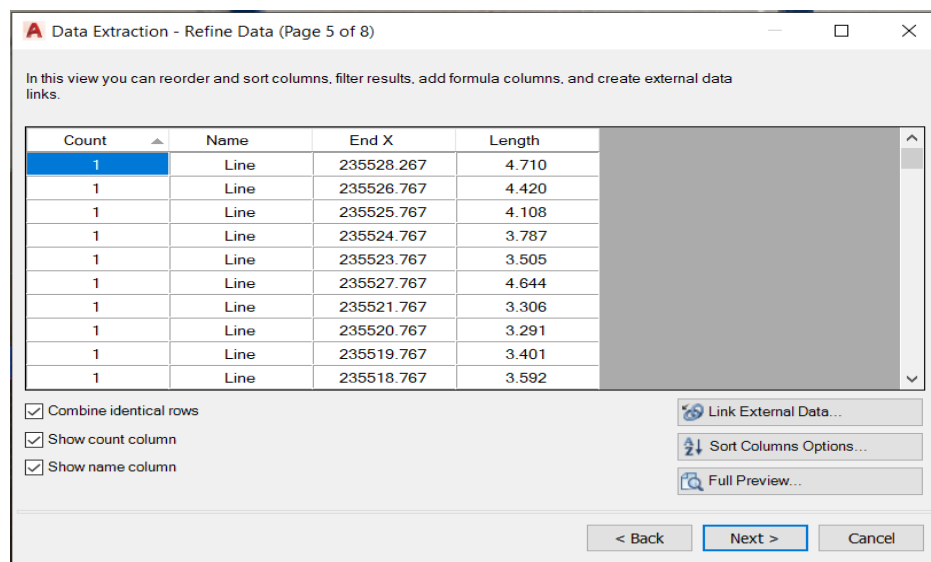 Data Extraction - Refine Data (Page 5 of 8)
In this view you can reorder and sort columns, filter results, add formula columns, and create external data
links.
Count Name End X Length
1 Line 235528.267 4.710
1 Line 235526.767 4.420
1 Line 235525.767 4.108
1 Line 235524.767 3.787
1 Line 235523.767 3.505
1 Line 235527.767 4.644
1 Line 235521.767 3.306
1 Line 235520.767 3.291
1 Line 235519.767 3.401
1 Line 235518.767 3.592
Combine identical rows
Show count column
Show name column
Link External Data...
Sort Columns Options...
Full Preview...
< Back Next > Cancel